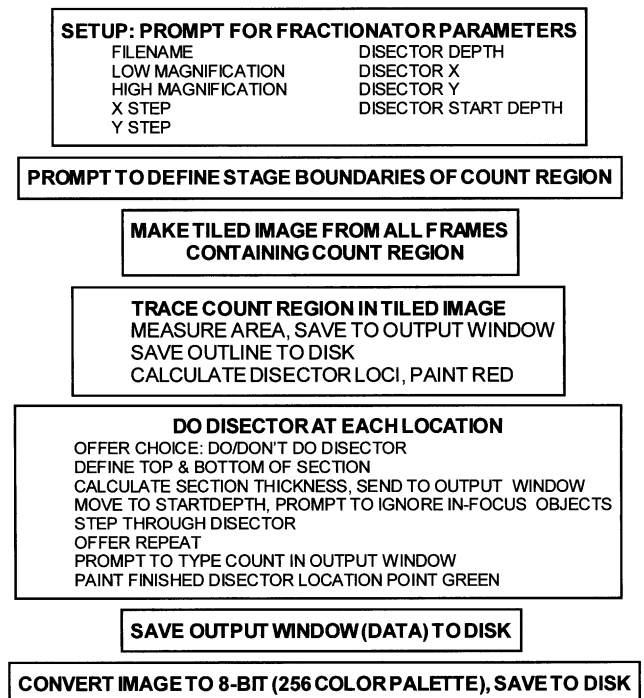 SETUP: PROMPT FOR FRACTIONATOR PARAMETERS
FILENAME DISECTOR DEPTH
LOW MAGNIFICATION DISECTOR X
HIGH MAGNIFICATION DISECTOR Y
X STEP DISECTOR START DEPTH
Y STEP
PROMPT TO DEFINE STAGE BOUNDARIES OF COUNT REGION
MAKE TILED IMAGE FROM ALL FRAMES
CONTAINING COUNT REGION
TRACE COUNT REGION IN TILED IMAGE
MEASURE AREA, SAVE TO OUTPUT WINDOW
SAVE OUTLINE TO DISK
CALCULATE DISECTOR LOCI, PAINT RED
DO DISECTOR AT EACH LOCATION
OFFER CHOICE: DO/DON'T DO DISECTOR
DEFINE TOP & BOTTOM OF SECTION
CALCULATE SECTION THICKNESS, SEND TO OUTPUT WINDOW
MOVE TO STARTDEPTH, PROMPT TO IGNORE IN-FOCUS OBJECTS
STEP THROUGH DISECTOR
OFFER REPEAT
PROMPT TO TYPE COUNT IN OUTPUT WINDOW
PAINT FINISHED DISECTOR LOCATION POINT GREEN
SAVE OUTPUT WINDOW (DATA) TO DISK
CONVERT IMAGE TO 8-BIT (256 COLOR PALETTE), SAVE TO DISK